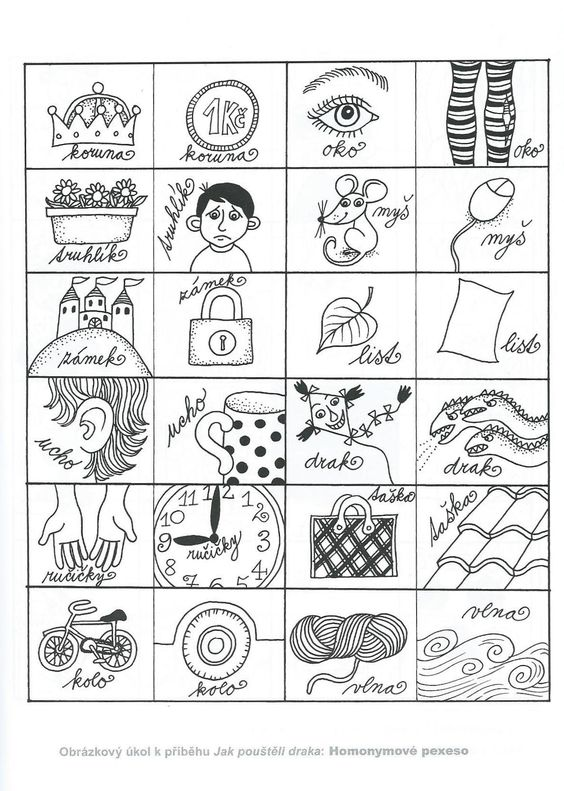 koruna
1Kč
koruna
oko
oko
truhlík
truhlík
myš
myš
zámek
zámek
list
list
ucho
ucho
drak
drak
ručičky
12 1 2 3 4 5 6 7 8 9 10 11
ručičky
taška
taška
kolo
kolo
vlna
vlna
Obrázkový úkol k příběhu Jak pouštěli draka: Homonymové pexeso